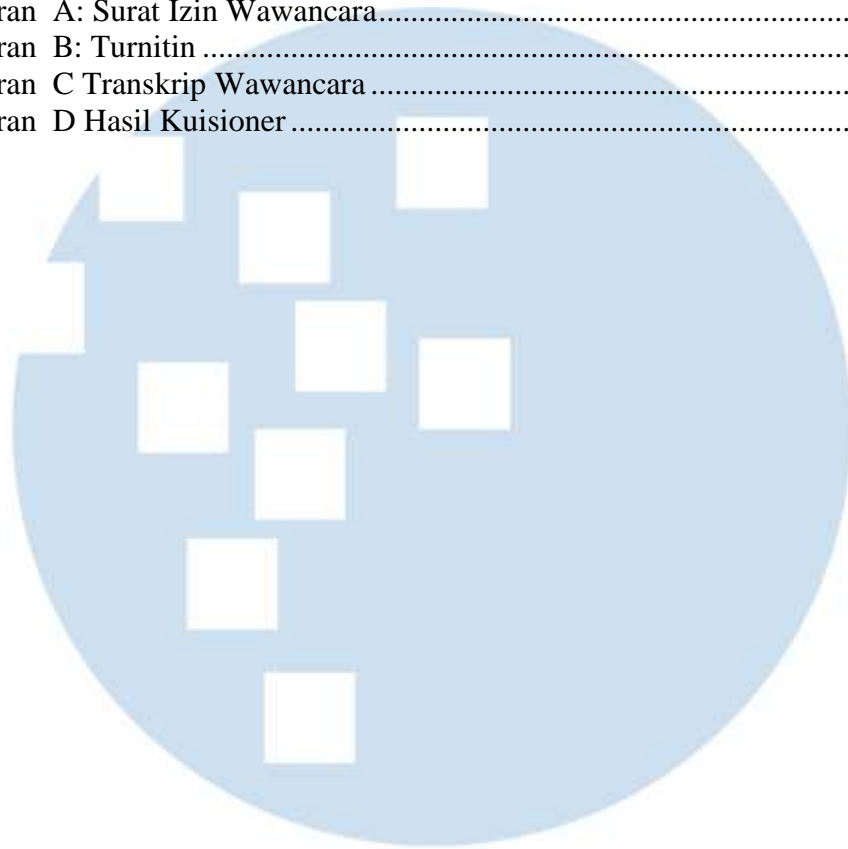 ran A: Surat Izin Wawancara....................................................
ran B: Turnitin.....................................................................
ran C Transkrip Wawancara...................................................
ran D Hasil Kuisioner...........................................................